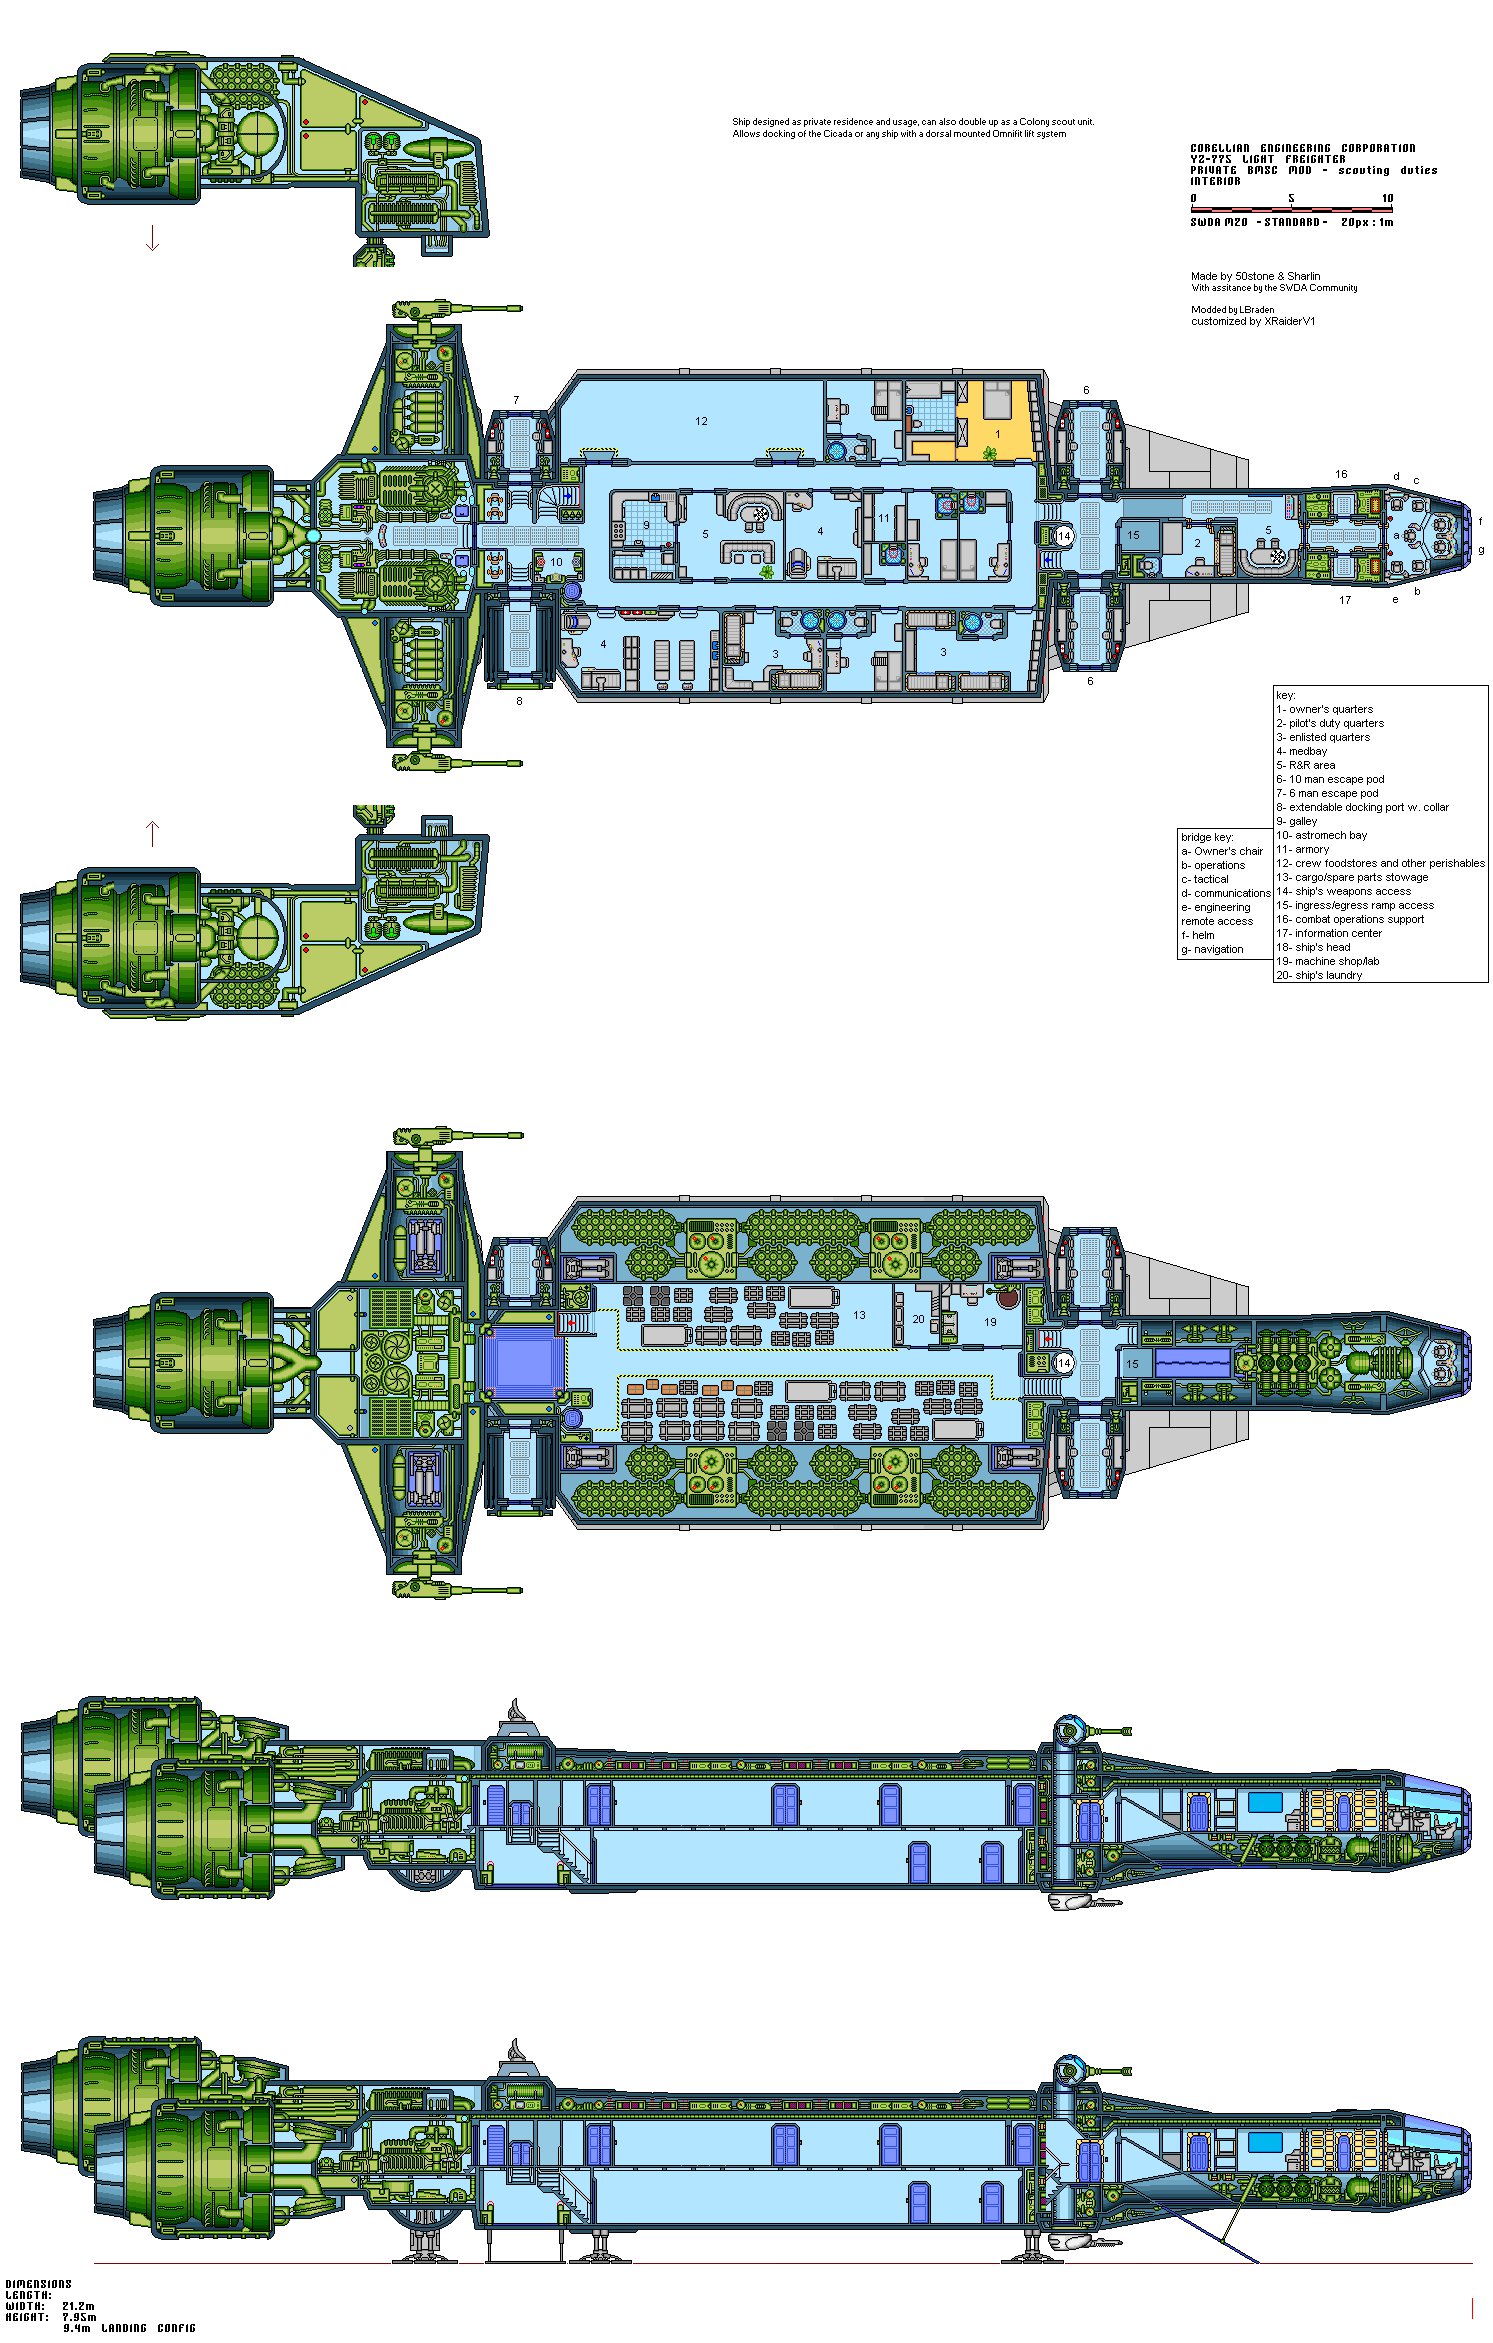 Ship designed as private residence and usage, can also double up as a Colony scout unit.
Allows docking of the Cicada or any ship with a dorsal mounted Omnifit lift system
CORELLIAN ENGINEERING CORPORATION
YZ-775 LIGHT FREIGHTER
PRIVATE BMSC MOD - scouting duties
INTERIOR
0 5 10
SWDA M20 - STANDARD - 20px : 1m
Made by 50stone & Sharlin
With assitance by the SWDA Community
Modded by LBraden
customized by XRaiderV1
7
6
12
1
16
d c
9
5
4
11
14
15
2
5
a
f
g
10
17
e
b
4
3
3
8
6
key:
1- owner's quarters
2- pilot's duty quarters
3- enlisted quarters
4- medbay
5- R&R area
6- 10 man escape pod
7- 6 man escape pod
8- extendable docking port w. collar
9- galley
10- astromech bay
11- armory
12- crew foodstores and other perishables
13- cargo/spare parts stowage
14- ship's weapons access
15- ingress/egress ramp access
16- combat operations support
17- information center
18- ship's head
19- machine shop/lab
20- ship's laundry
bridge key:
a- Owner's chair
b- operations
c- tactical
d- communications
e- engineering
remote access
f- helm
g- navigation
13
20
19
14
15
DIMENSIONS
LENGTH:
WIDTH: 21.2m
HEIGHT: 7.95m
9.4m LANDING CONFIG